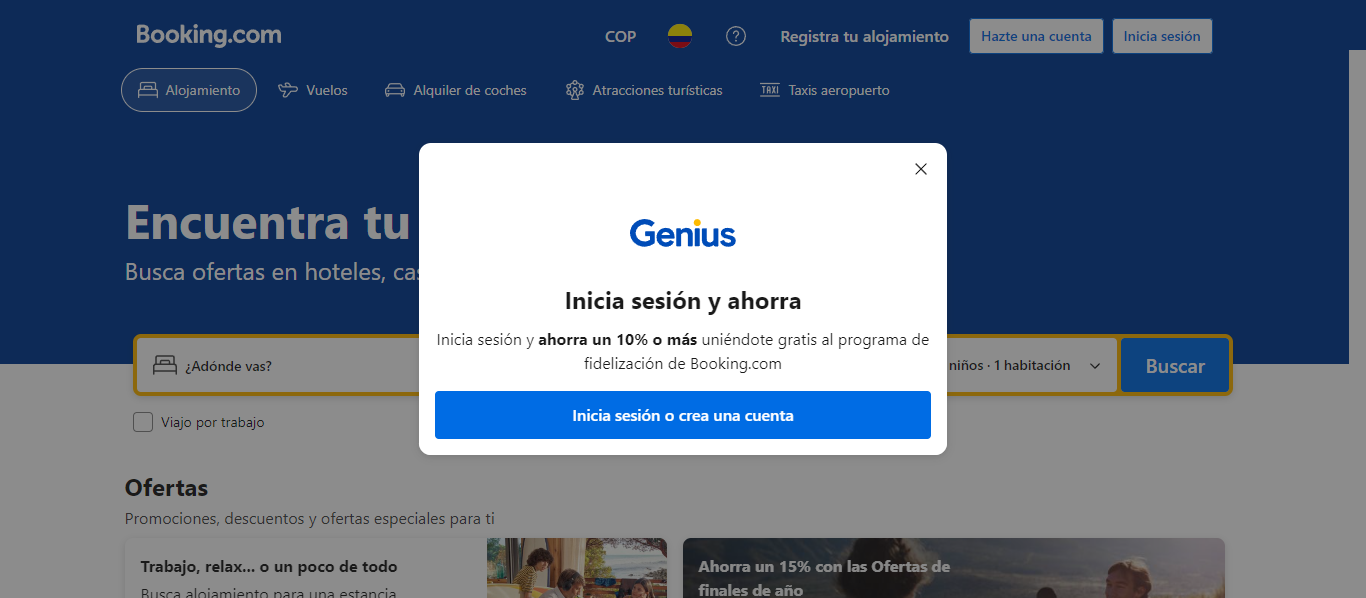 Booking.com
COP
Registra tu alojamiento
Hazte una cuenta
Inicia sesión
Alojamiento
Vuelos
Alquiler de coches
Atracciones turísticas
TAXI
Taxis aeropuerto
Encuentra tu
Busca ofertas en hoteles, cas
Genius
Inicia sesión y ahorra
Inicia sesión y ahorra un 10% o más uniéndote gratis al programa de
fidelización de Booking.com
Inicia sesión o crea una cuenta
¿Adónde vas?
niños · 1 habitación
Buscar
Viajo por trabajo
Ofertas
Promociones, descuentos y ofertas especiales para ti
Trabajo, relax... o un poco de todo
Busca alojamiento para una estancia
Ahorra un 15% con las Ofertas de
finales de año